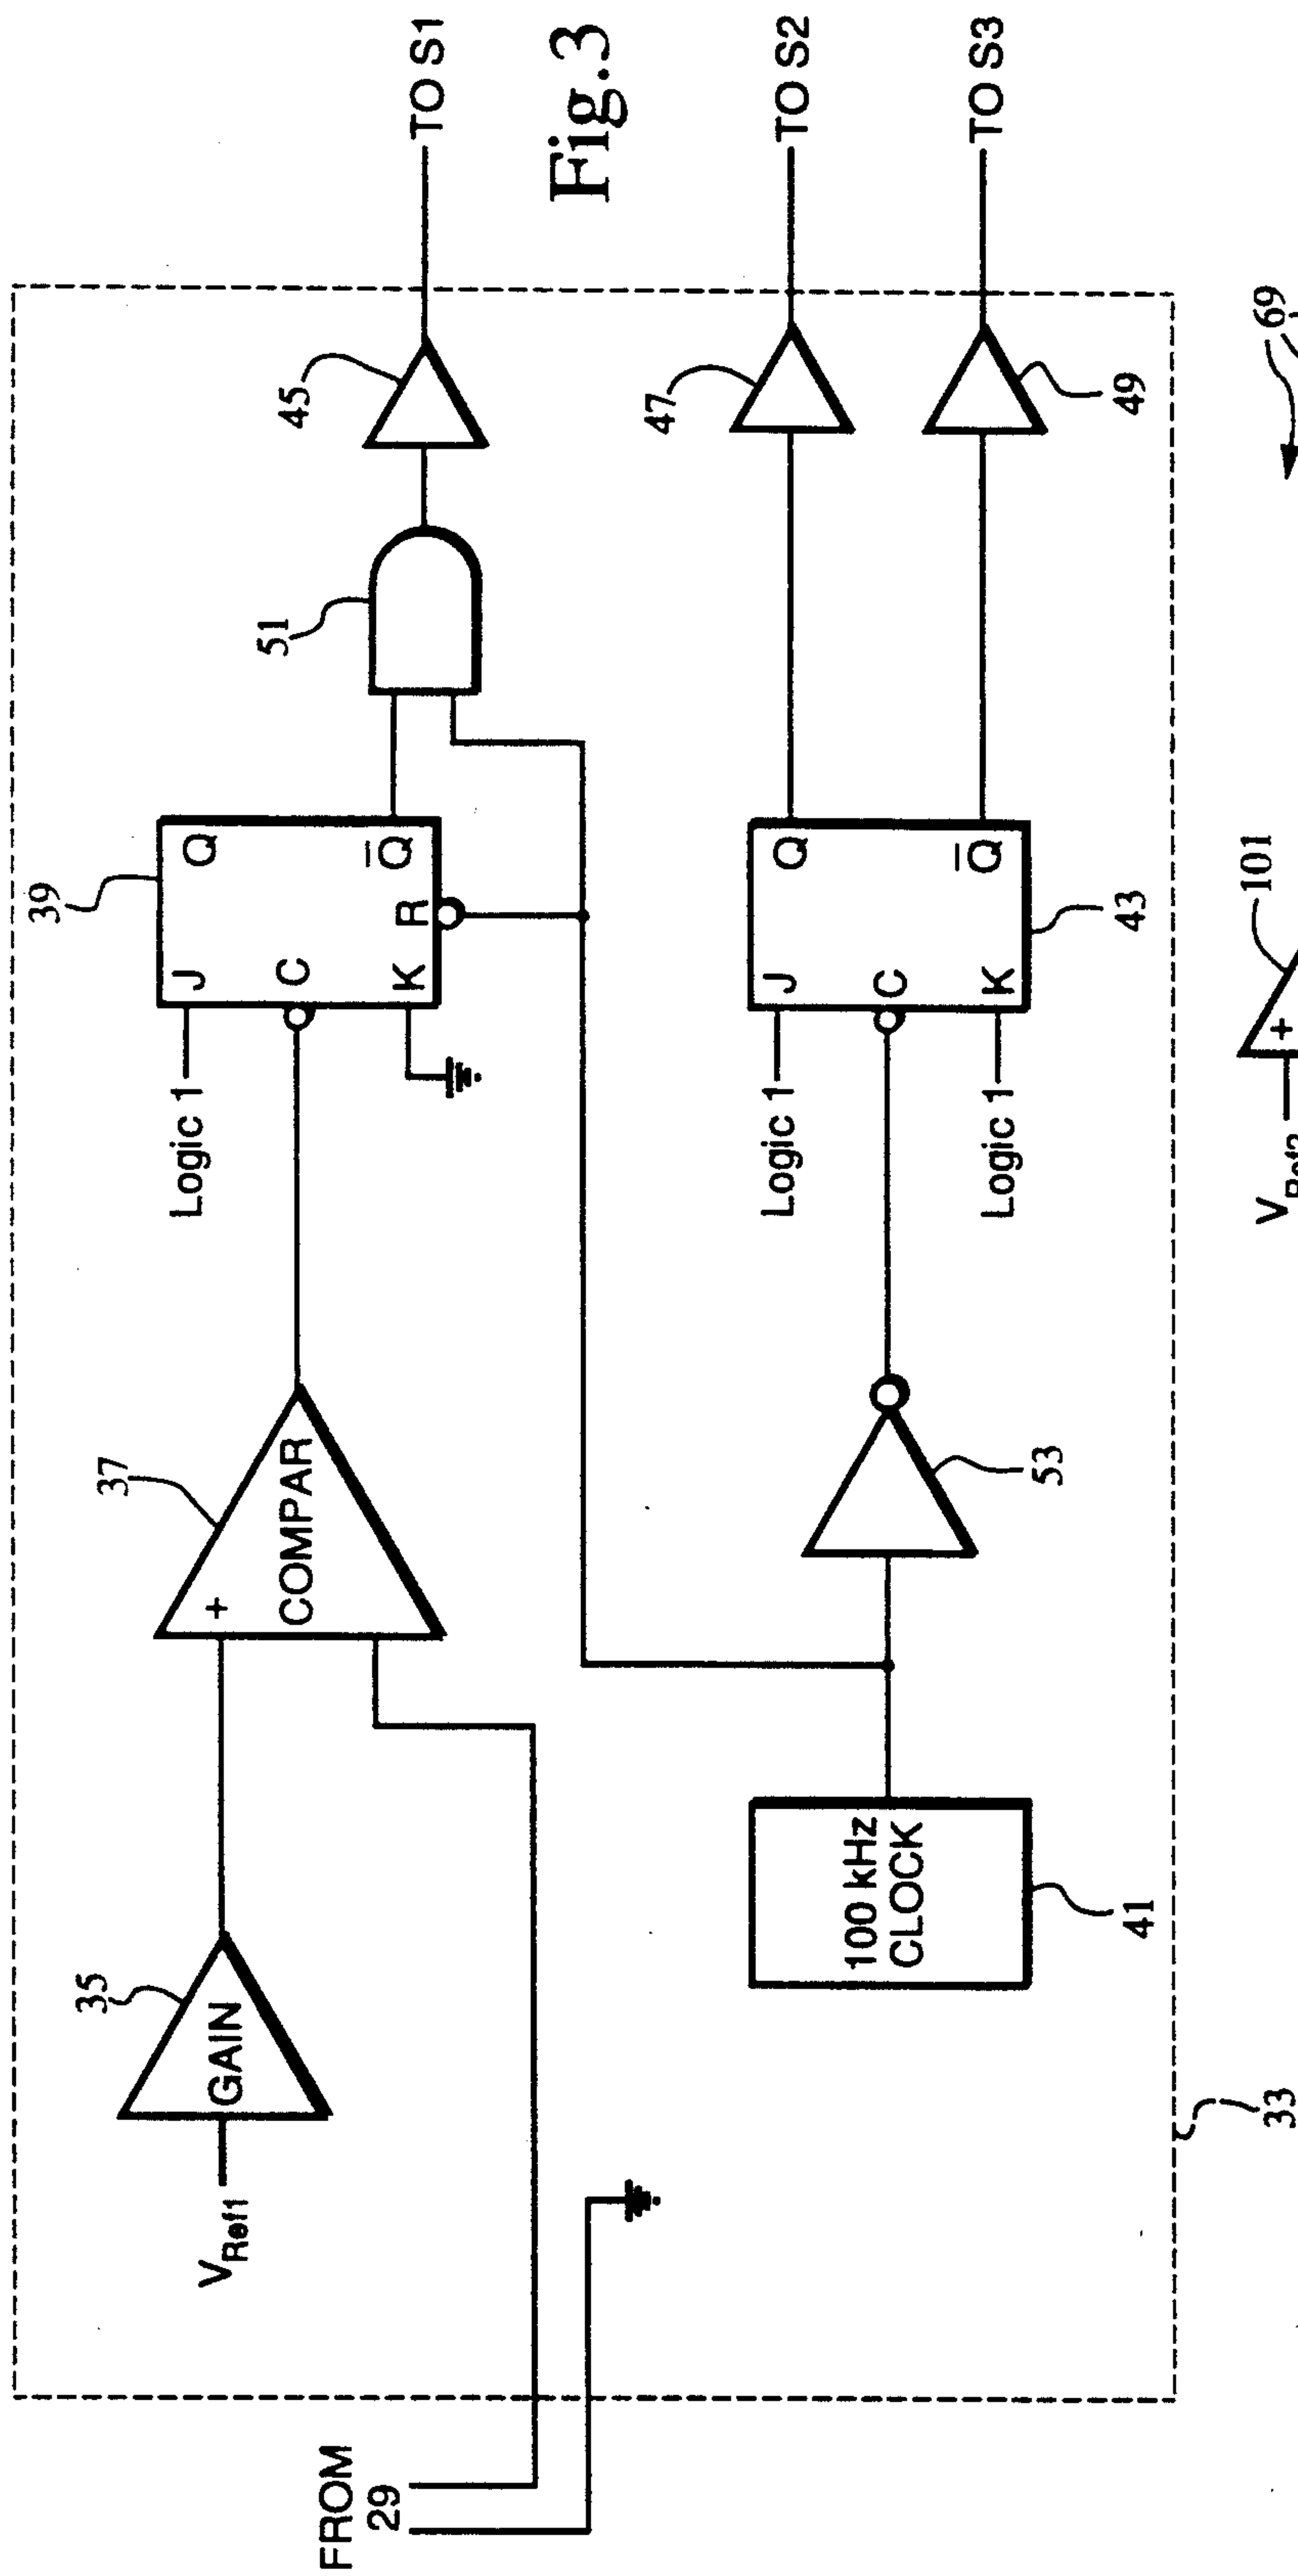 FROM
29
V Ref1
35
GAIN
37
+
COMPAR
39
J
Q
C
K
R
Q̅
Logic 1
51
45
TO S1
Fig.3
100 kHz
CLOCK
41
53
Logic 1
Logic 1
J
Q
C
K
Q̅
43
47
49
TO S2
TO S3
33
+
101
69